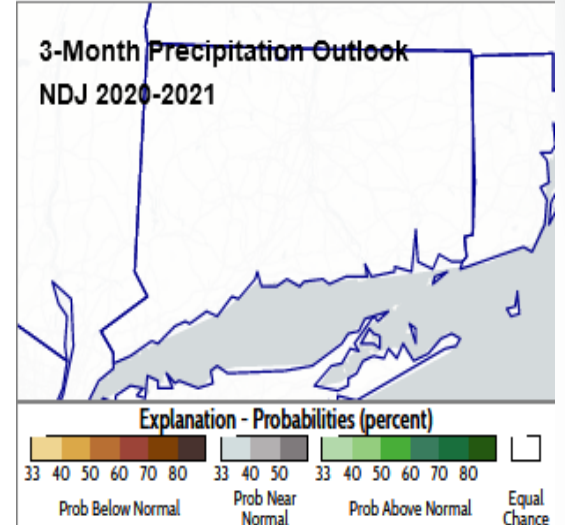 3-Month Precipitation Outlook
NDJ 2020-2021
Explanation - Probabilities (percent)
33 40 50 60 70 80 33 40 50 33 40 50 60 70 80
Prob Below Normal
Prob Near
Normal
Prob Above Normal
Equal
Chance